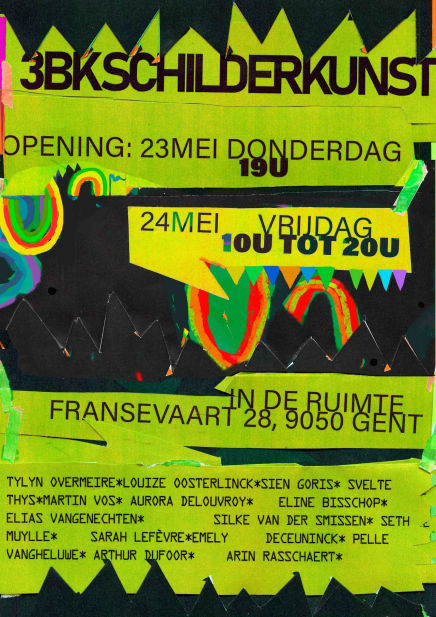 3BKSCHILDERKUNST
OPENING: 23MEI DONDERDAG
19U
24MEI VRIJDAG
10U TOT 20U
IN DE RUIMTE
FRANSEVAART 28, 9050 GENT
TYLYN OVERMEIRE*LOUIZE OOSTERLINCK*SIEN GORIS* SVELTE
THYS*MARTIN VOS* AURORA DELOUVROY* ELINE BISSCHOP*
ELIAS VANGENECHTEN* SILKE VAN DER SMISSEN* SETH
MUYLLE* SARAH LEFÈVRE*EMELY DECEUNINCK* PELLE
VANGHELUWE* ARTHUR DUFOOR* ARIN RASSCHAERT*